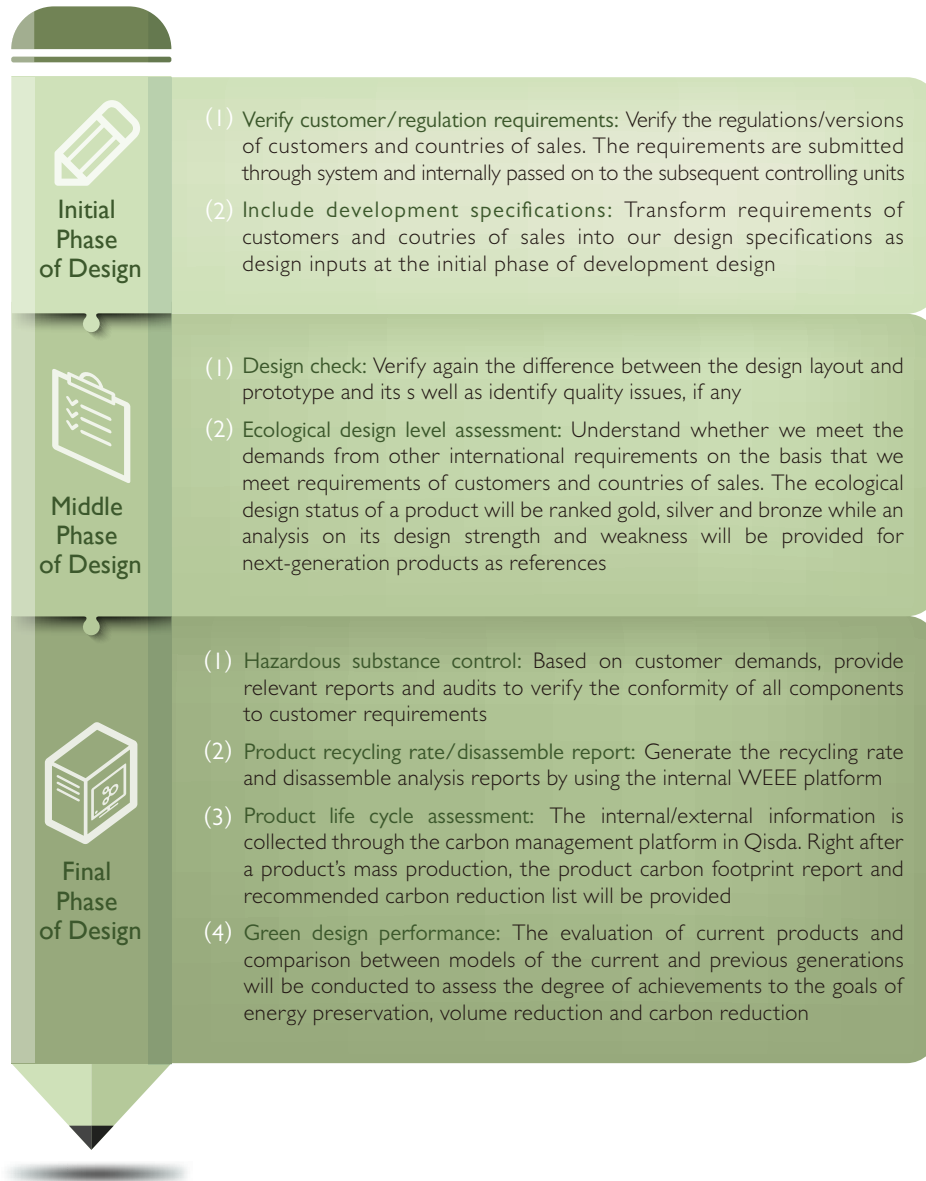 Initial
Phase
of Design
(1) Verify customer/regulation requirements: Verify the regulations/versions
of customers and countries of sales. The requirements are submitted
through system and internally passed on to the subsequent controlling units
(2) Include development specifications: Transform requirements of
customers and coutries of sales into our design specifications as
design inputs at the initial phase of development design
Middle
Phase
of Design
(1) Design check: Verify again the difference between the design layout and
prototype and its s well as identify quality issues, if any
(2) Ecological design level assessment: Understand whether we meet the
demands from other international requirements on the basis that we
meet requirements of customers and countries of sales. The ecological
design status of a product will be ranked gold, silver and bronze while an
analysis on its design strength and weakness will be provided for
next-generation products as references
Final
Phase
of Design
(1) Hazardous substance control: Based on customer demands, provide
relevant reports and audits to verify the conformity of all components
to customer requirements
(2) Product recycling rate/disassemble report: Generate the recycling rate
and disassemble analysis reports by using the internal WEEE platform
(3) Product life cycle assessment: The internal/external information is
collected through the carbon management platform in Qisda. Right after
a product's mass production, the product carbon footprint report and
recommended carbon reduction list will be provided
(4) Green design performance: The evaluation of current products and
comparison between models of the current and previous generations
will be conducted to assess the degree of achievements to the goals of
energy preservation, volume reduction and carbon reduction